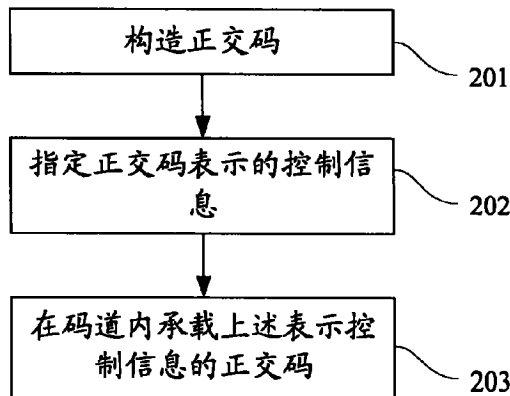 构造正交码
201
指定正交码表示的控制信
息
202
在码道内承载上述表示控
制信息的正交码
203